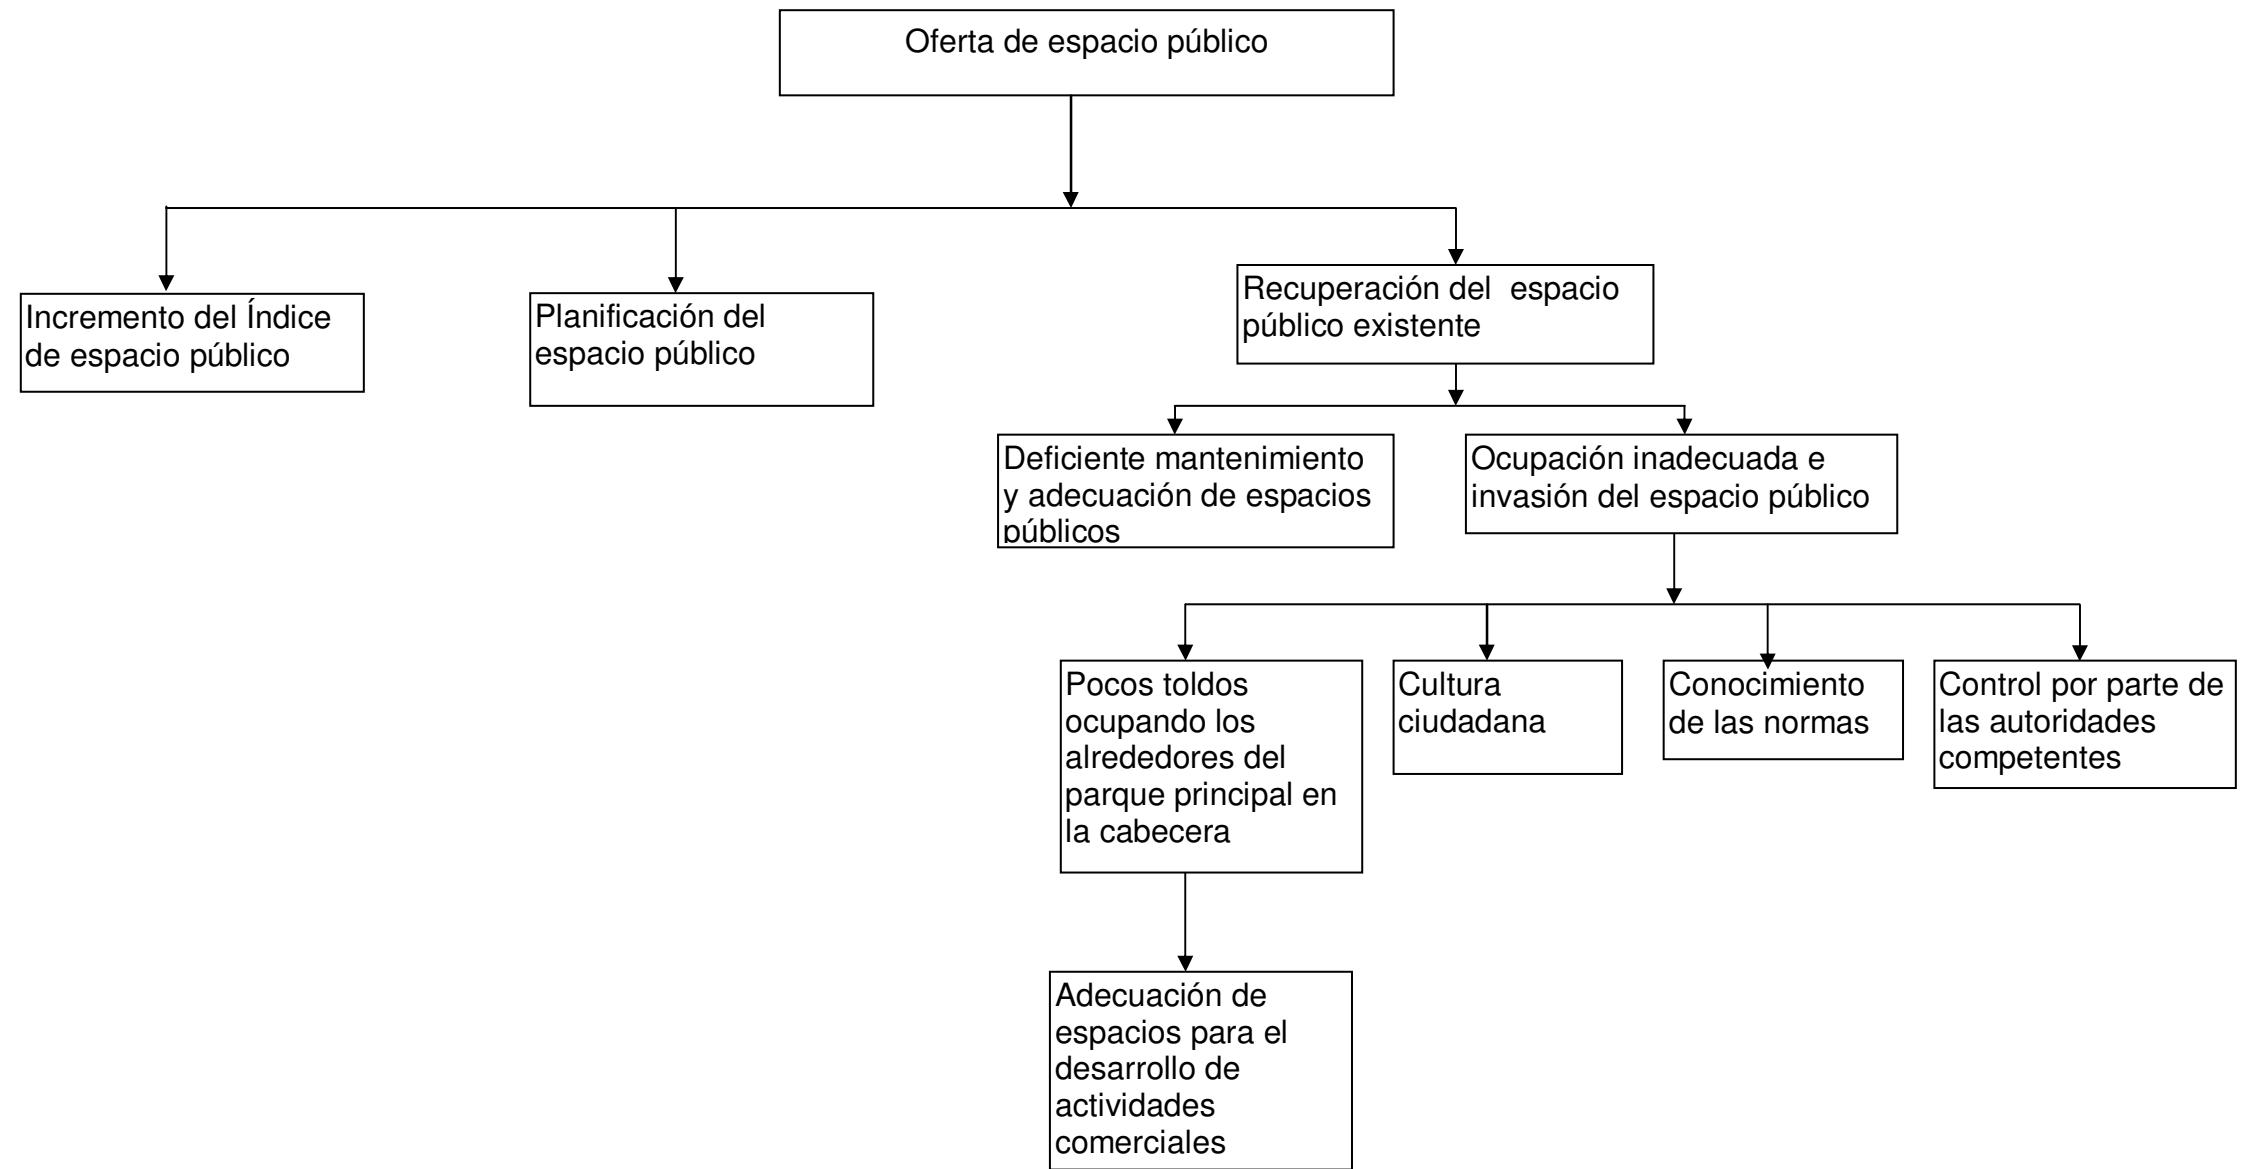 Oferta de espacio público
Incremento del Índice
de espacio público
Planificación del
espacio público
Recuperación del  espacio
público existente
Deficiente mantenimiento
y adecuación de espacios
públicos
Ocupación inadecuada e
invasión del espacio público
Pocos toldos
ocupando los
alrededores del
parque principal en
la cabecera
Cultura
ciudadana
Conocimiento
de las normas
Control por parte de
las autoridades
competentes
Adecuación de
espacios para el
desarrollo de
actividades
comerciales